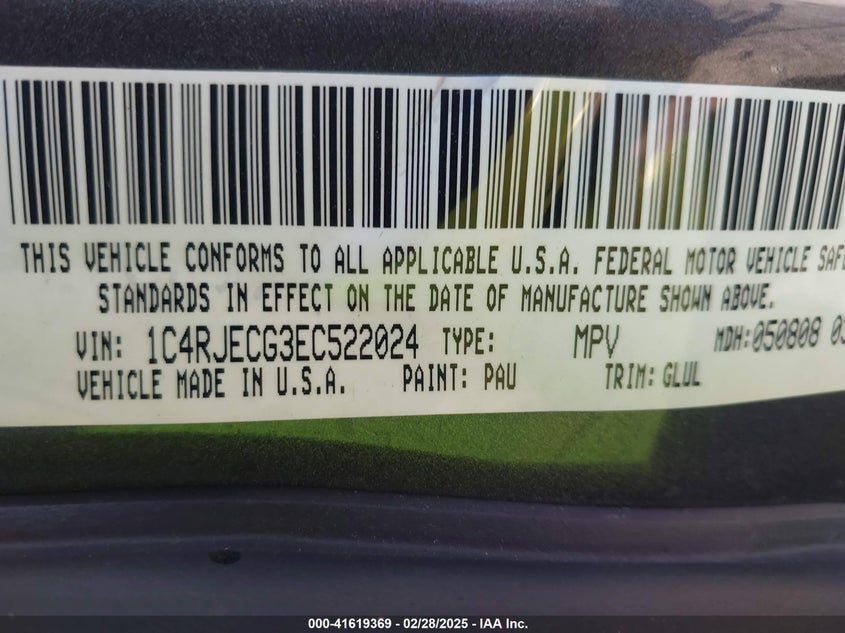 THIS VEHICLE CONFORMS TO ALL APPLICABLE U.S.A. FEDERAL MOTOR VEHICLE SAFE
STANDARDS IN EFFECT ON THE DATE OF MANUFACTURE SHOWN ABOVE.
VIN: 1C4RJECG3EC522024 TYPE: MPV MDH:050808 03
VEHICLE MADE IN U.S.A. PAINT: PAU TRIM: GLUL
000-41619369 | 02/28/2025 - IAA Inc.